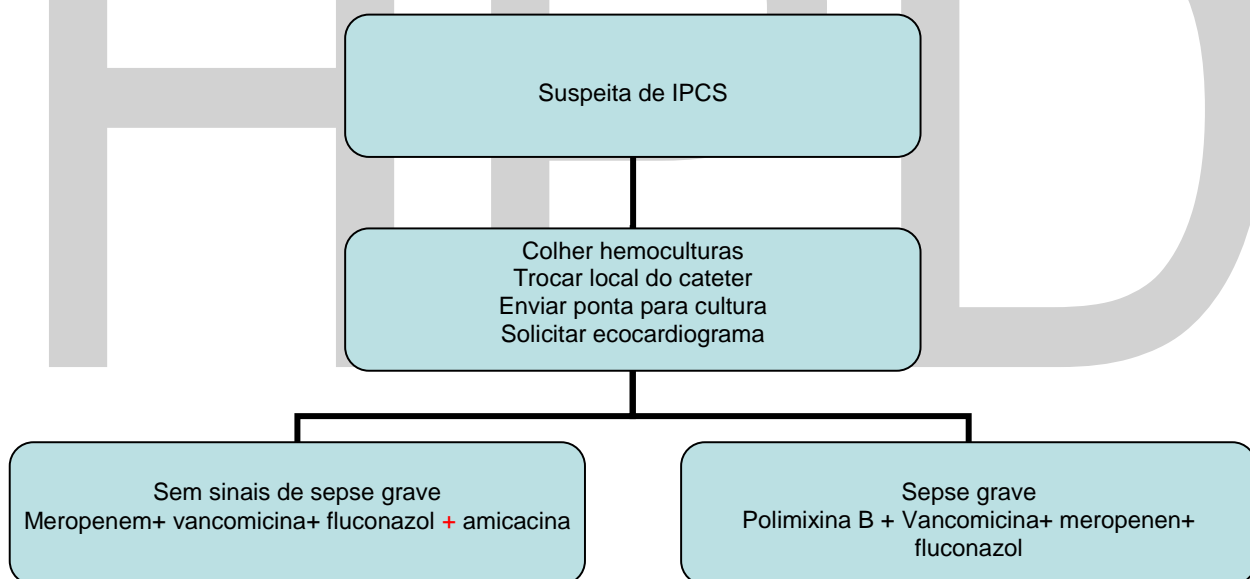 Suspeita de IPCS
Colher hemoculturas
Trocar local do cateter
Enviar ponta para cultura
Solicitar ecocardiograma
Sem sinais de sepse grave
Meropenem+ vancomicina+ fluconazol + amicacina
Sepse grave
Polimixina B + Vancomicina+ meropenen+
fluconazol